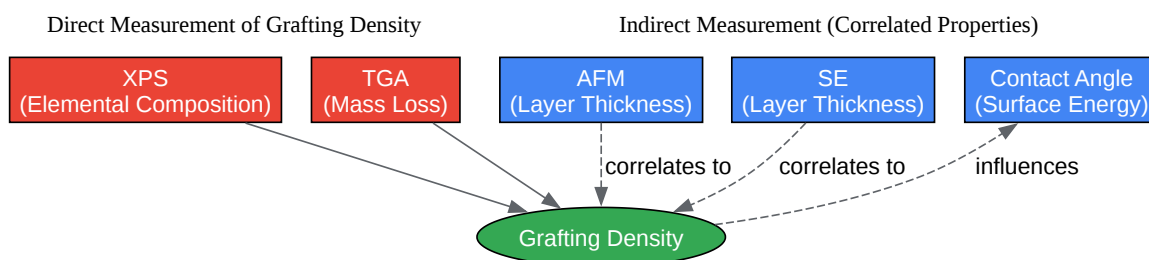 Direct Measurement of Grafting Density
Indirect Measurement (Correlated Properties)
XPS
(Elemental Composition)
TGA
(Mass Loss)
AFM
(Layer Thickness)
SE
(Layer Thickness)
Contact Angle
(Surface Energy)
correlates to
correlates to
influences
Grafting Density